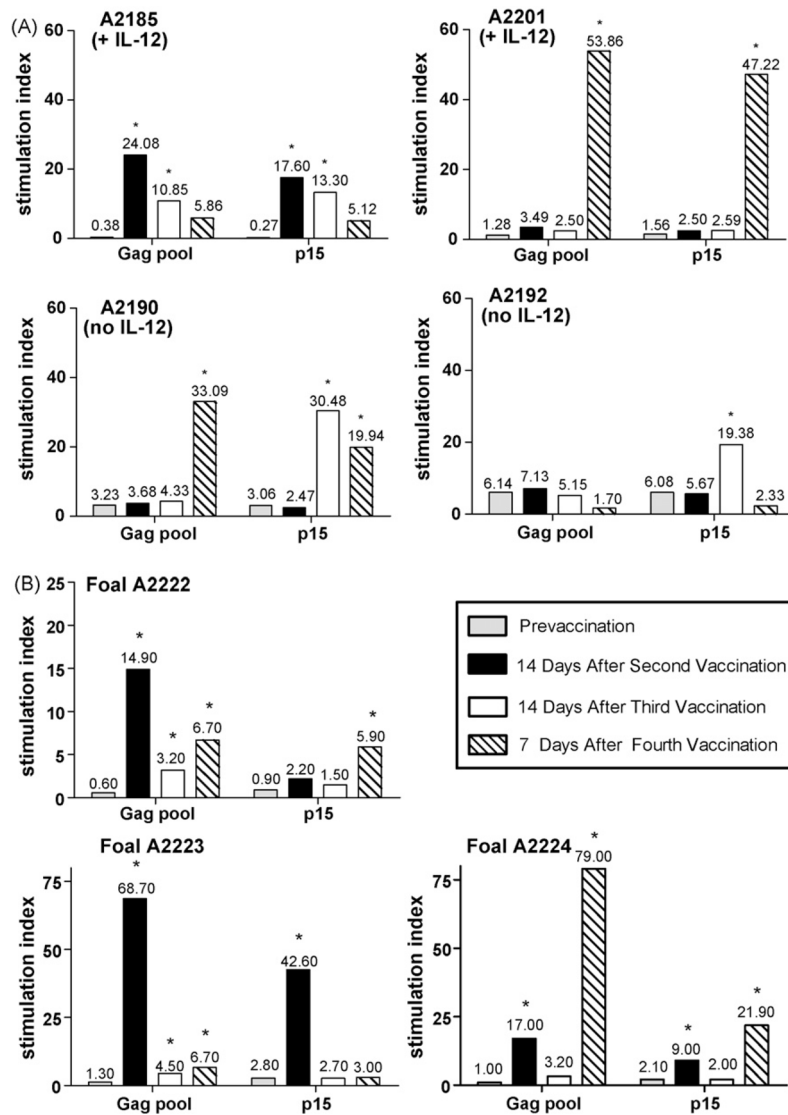 (A)
A2185
(+ IL-12)
stimulation index
60
40
20
0
*
24.08
*
10.85
5.86
0.38
*
17.60
*
13.30
5.12
0.27
Gag pool
p15
A2201
(+ IL-12)
stimulation index
60
40
20
0
*
53.86
1.28
3.49
2.50
*
47.22
1.56
2.50
2.59
Gag pool
p15
A2190
(no IL-12)
stimulation index
60
40
20
0
*
33.09
3.23
3.68
4.33
*
30.48
*
19.94
3.06
2.47
Gag pool
p15
A2192
(no IL-12)
stimulation index
60
40
20
0
6.14
7.13
5.15
1.70
*
19.38
6.08
5.67
2.33
Gag pool
p15
(B)
Foal A2222
stimulation index
25
20
15
10
5
0
*
14.90
*
3.20
*
6.70
0.60
*
5.90
0.90
2.20
1.50
Gag pool
p15
Prevaccination
14 Days After Second Vaccination
14 Days After Third Vaccination
7 Days After Fourth Vaccination
Foal A2223
stimulation index
75
50
25
0
*
68.70
*
4.50
*
6.70
1.30
*
42.60
2.80
2.70
3.00
Gag pool
p15
Foal A2224
stimulation index
75
50
25
0
*
79.00
*
17.00
1.00
3.20
*
21.90
*
9.00
2.10
2.00
Gag pool
p15